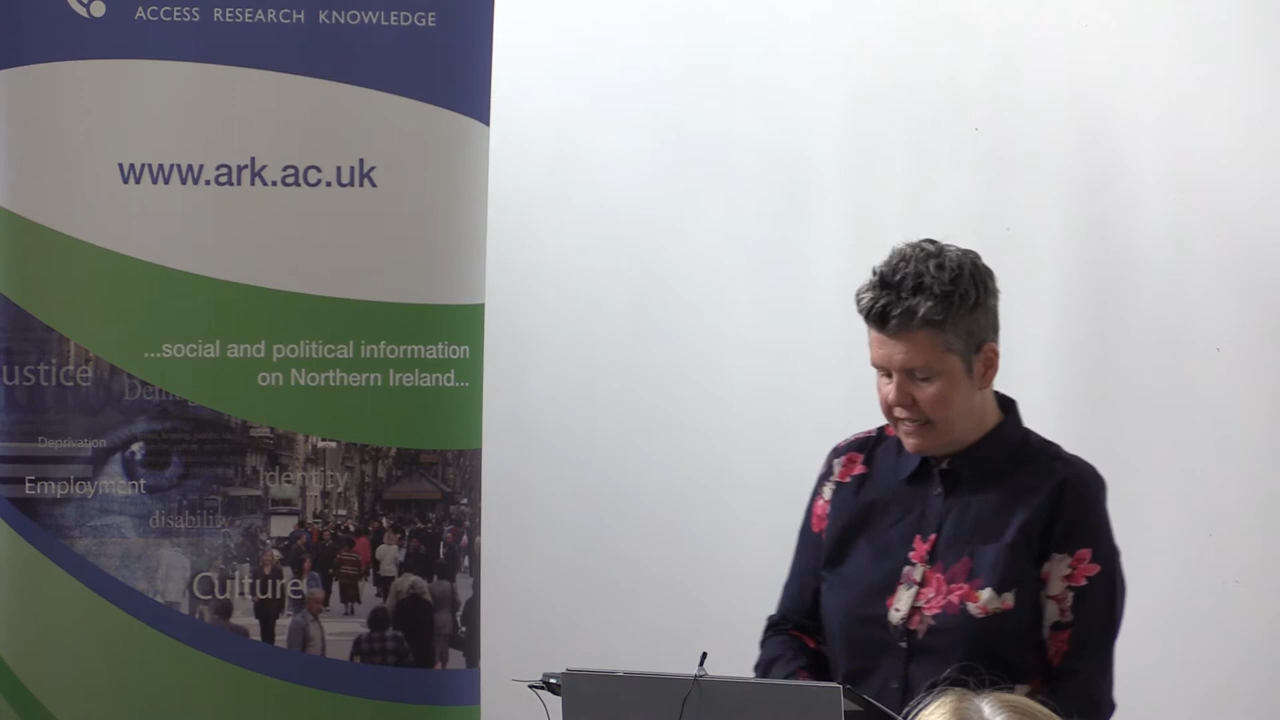 ACCESS RESEARCH KNOWLEDGE
www.ark.ac.uk
...social and political information
on Northern Ireland...
ustice
Demog
Deprivation
Employment
Identity
disability
Culture